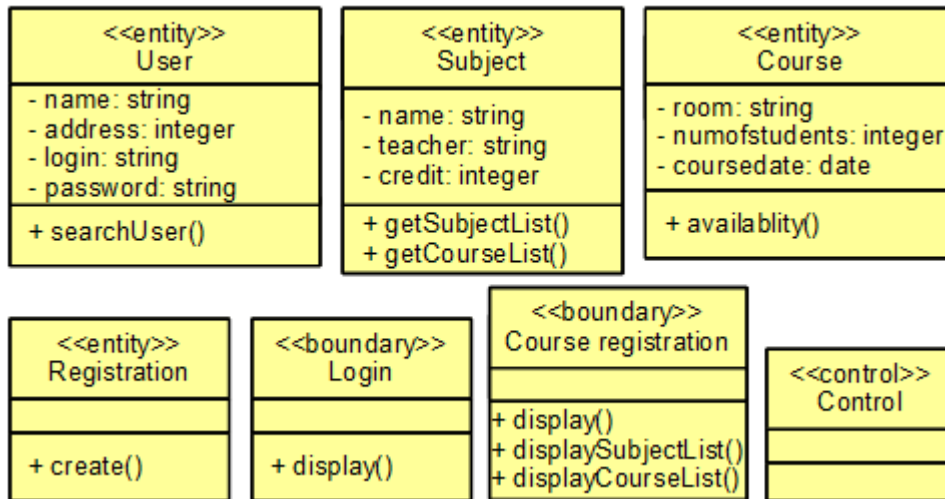 <<entity>>
User
- name: string
- address: integer
- login: string
- password: string
+ searchUser()
<<entity>>
Subject
- name: string
- teacher: string
- credit: integer
+ getSubjectList()
+ getCourseList()
<<entity>>
Course
- room: string
- numofstudents: integer
- coursedate: date
+ availablity()
<<entity>>
Registration
+ create()
<<boundary>>
Login
+ display()
<<boundary>>
Course registration
+ display()
+ displaySubjectList()
+ displayCourseList()
<<control>>
Control